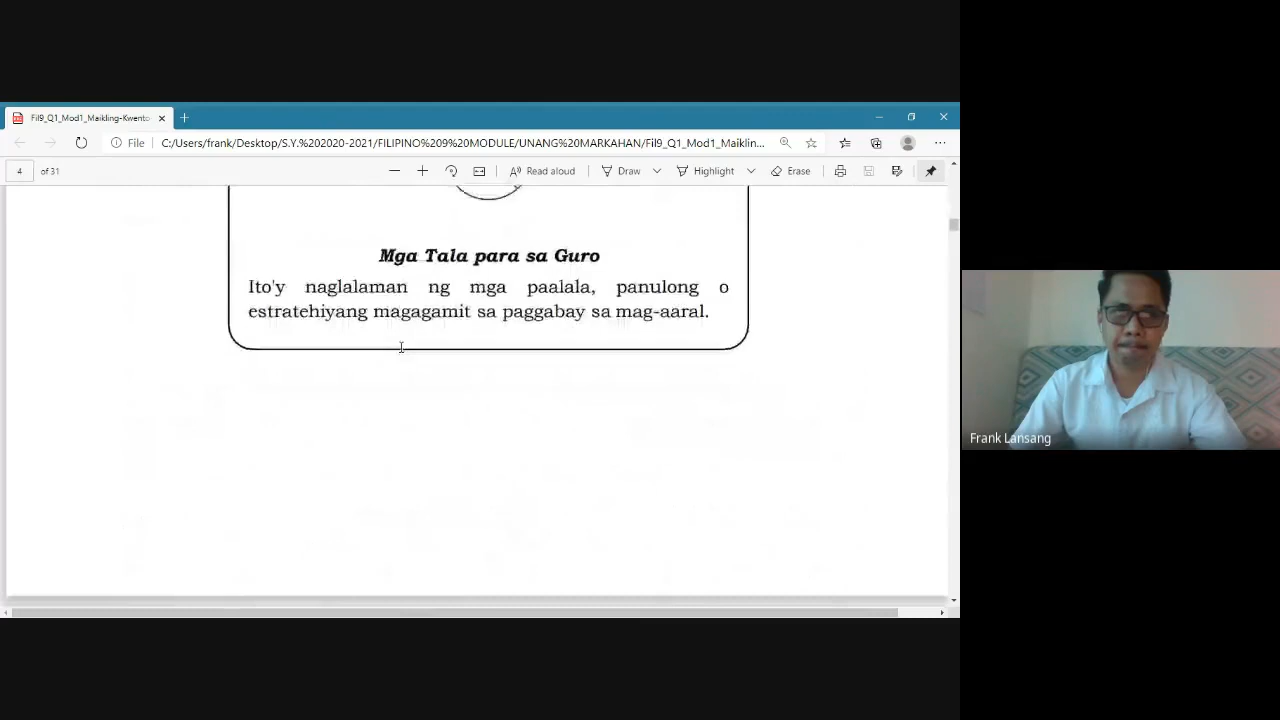 Fil9_Q1_Mod1_Maikling-Kwento
File
C:/Users/frank/Desktop/S.Y.%202020-2021/FILIPINO%209%20MODULE/UNANG%20MARKAHAN/Fil9_Q1_Mod1_Maiklin...
4 of 31
Read aloud
Draw
Highlight
Erase
Mga Tala para sa Guro
Ito'y naglalaman ng mga paalala, panulong o
estratehiyang magagamit sa paggabay sa mag-aaral.
Frank Lansang